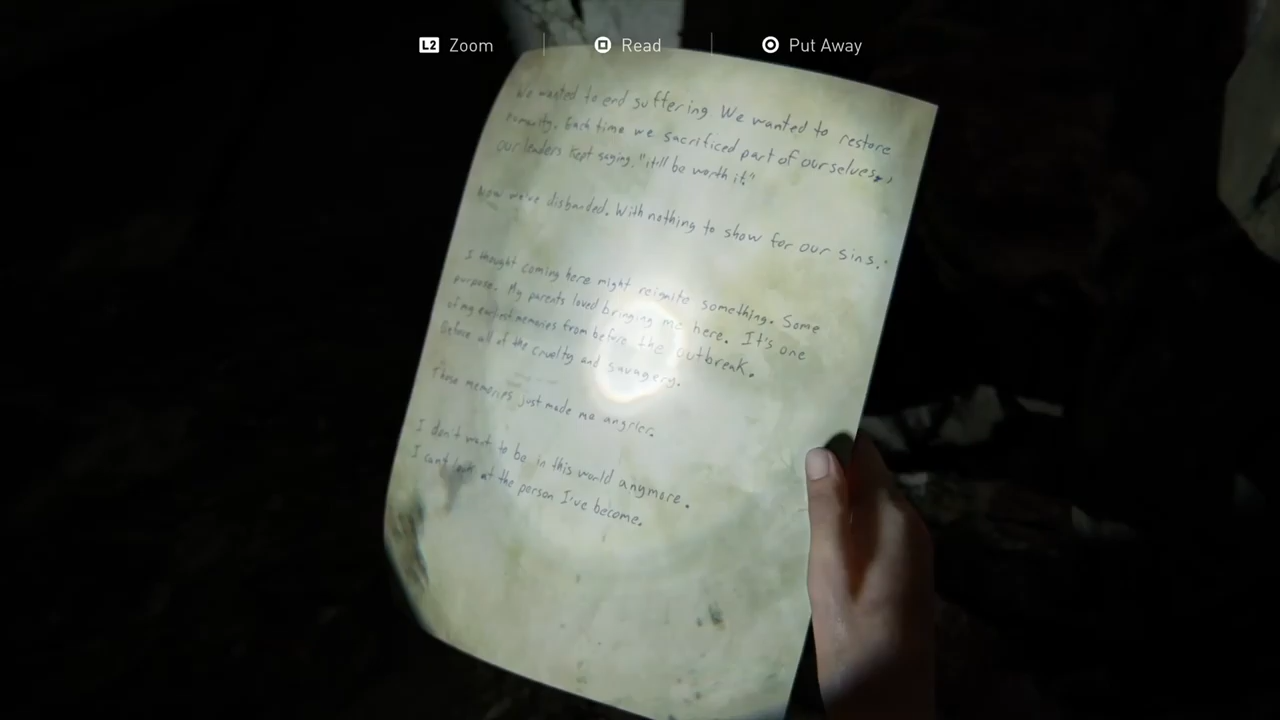 L2 Zoom
Read
Put Away
We wanted to end suffering We wanted to restore
humanity. Each time we sacrificed part of ourselves,
our leaders kept saying, "it'll be worth it."
Now we've disbanded. With nothing to show for our sins.
I thought coming here might reignite something. Some
purpose. My parents loved bringing me here. It's one
of my earliest memories from before the outbreak.
Before all of the cruelty and savagery.
Those memories just made me angrier.
I don't want to be in this world anymore.
I can't look at the person I've become.